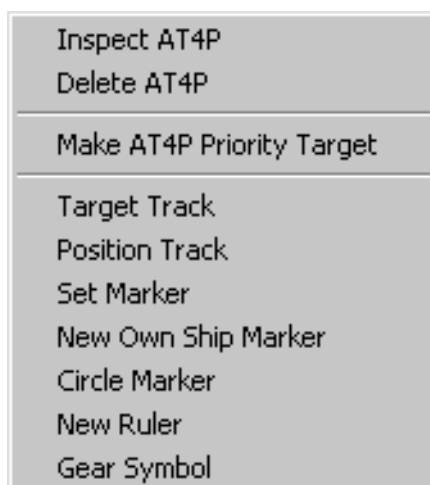 Inspect AT4P
Delete AT4P
Make AT4P Priority Target
Target Track
Position Track
Set Marker
New Own Ship Marker
Circle Marker
New Ruler
Gear Symbol